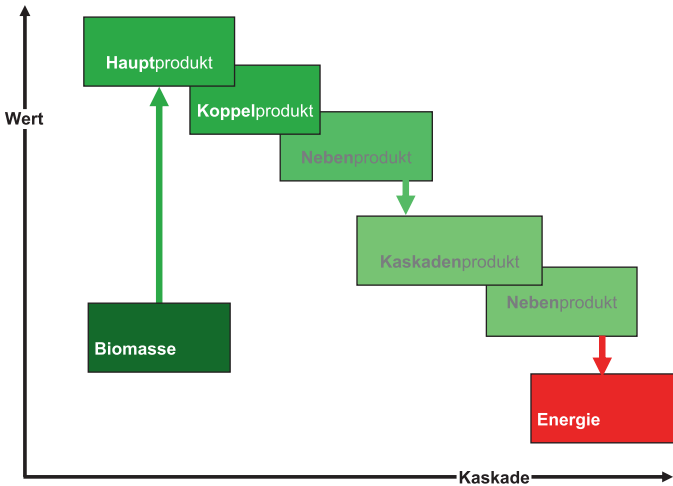 Hauptprodukt
Koppelprodukt
Wert
Nebenprodukt
Kaskadenprodukt
Nebenprodukt
Biomasse
Energie
Kaskade